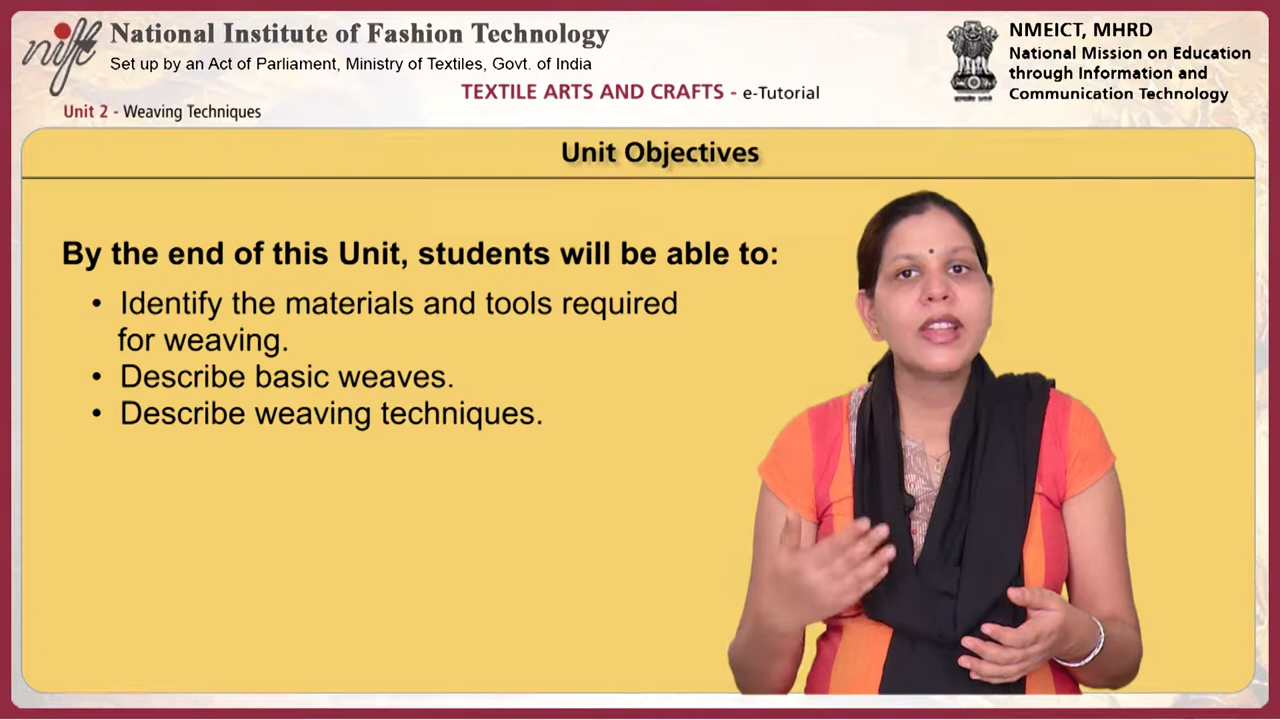 nift
National Institute of Fashion Technology
Set up by an Act of Parliament, Ministry of Textiles, Govt. of India
NMEICT, MHRD
National Mission on Education
through Information and
Communication Technology
TEXTILE ARTS AND CRAFTS - e-Tutorial
Unit 2 - Weaving Techniques
Unit Objectives
By the end of this Unit, students will be able to:
• Identify the materials and tools required
for weaving.
• Describe basic weaves.
• Describe weaving techniques.